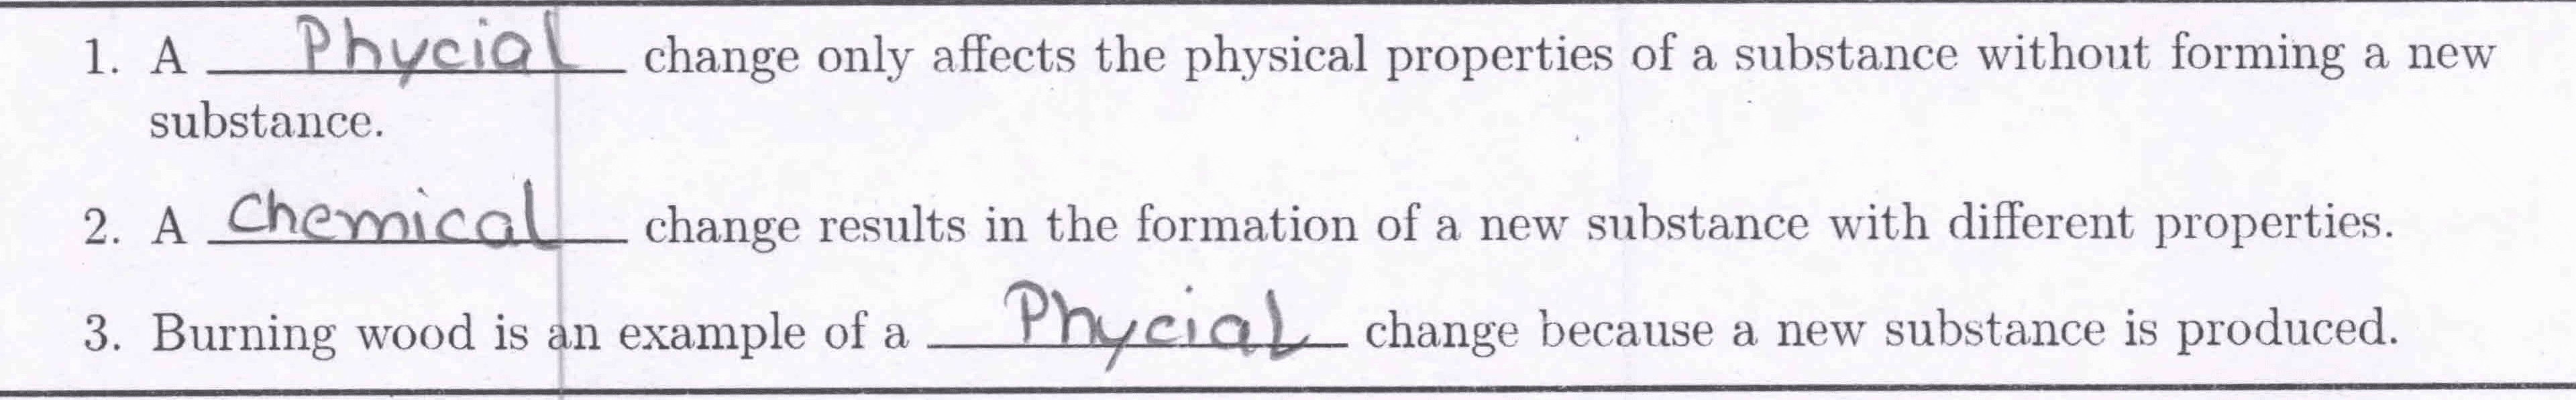 1. A Phycial change only affects the physical properties of a substance without forming a new
substance.
2. A Chemical change results in the formation of a new substance with different properties.
3. Burning wood is an example of a Phycial change because a new substance is produced.